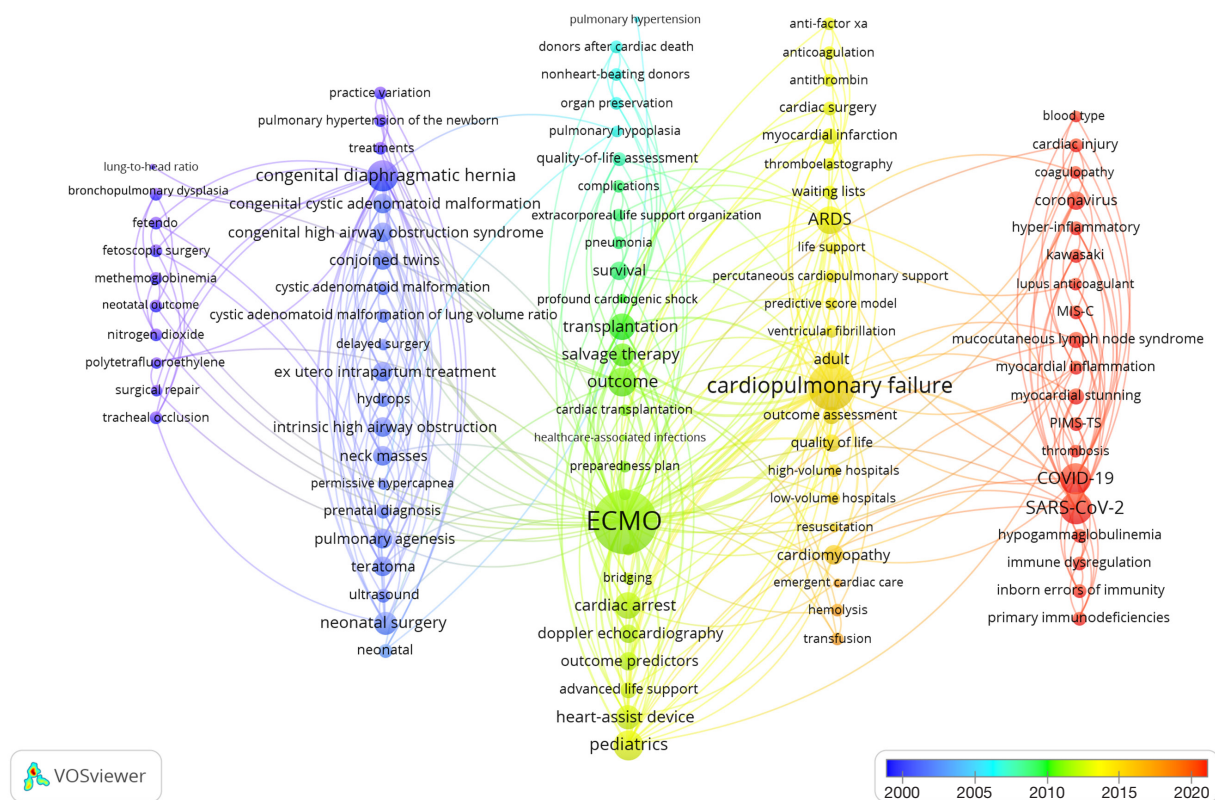 lung-to-head ratio
bronchopulmonary dysplasia
fetendo
fetoscopic surgery
methemoglobinemia
neotatal outcome
nitrogen dioxide
polytetrafluoroethylene
surgical repair
tracheal occlusion
practice variation
pulmonary hypertension of the newborn
treatments
congenital diaphragmatic hernia
congenital cystic adenomatoid malformation
congenital high airway obstruction syndrome
conjoined twins
cystic adenomatoid malformation
cystic adenomatoid malformation of lung volume ratio
delayed surgery
ex utero intrapartum treatment
hydrops
intrinsic high airway obstruction
neck masses
permissive hypercapnea
prenatal diagnosis
pulmonary agenesis
teratoma
ultrasound
neonatal surgery
neonatal
pulmonary hypertension
donors after cardiac death
nonheart-beating donors
organ preservation
pulmonary hypoplasia
quality-of-life assessment
complications
extracorporeal life support organization
pneumonia
survival
profound cardiogenic shock
transplantation
salvage therapy
outcome
cardiac transplantation
healthcare-associated infections
preparedness plan
ECMO
bridging
cardiac arrest
doppler echocardiography
outcome predictors
advanced life support
heart-assist device
pediatrics
anti-factor xa
anticoagulation
antithrombin
cardiac surgery
myocardial infarction
thromboelastography
waiting lists
ARDS
life support
percutaneous cardiopulmonary support
predictive score model
ventricular fibrillation
adult
cardiopulmonary failure
outcome assessment
quality of life
high-volume hospitals
low-volume hospitals
resuscitation
cardiomyopathy
emergent cardiac care
hemolysis
transfusion
blood type
cardiac injury
coagulopathy
coronavirus
hyper-inflammatory
kawasaki
lupus anticoagulant
MIS-C
mucocutaneous lymph node syndrome
myocardial inflammation
myocardial stunning
PIMS-TS
thrombosis
COVID-19
SARS-CoV-2
hypogammaglobulinemia
immune dysregulation
inborn errors of immunity
primary immunodeficiencies
VOSviewer
2000 2005 2010 2015 2020